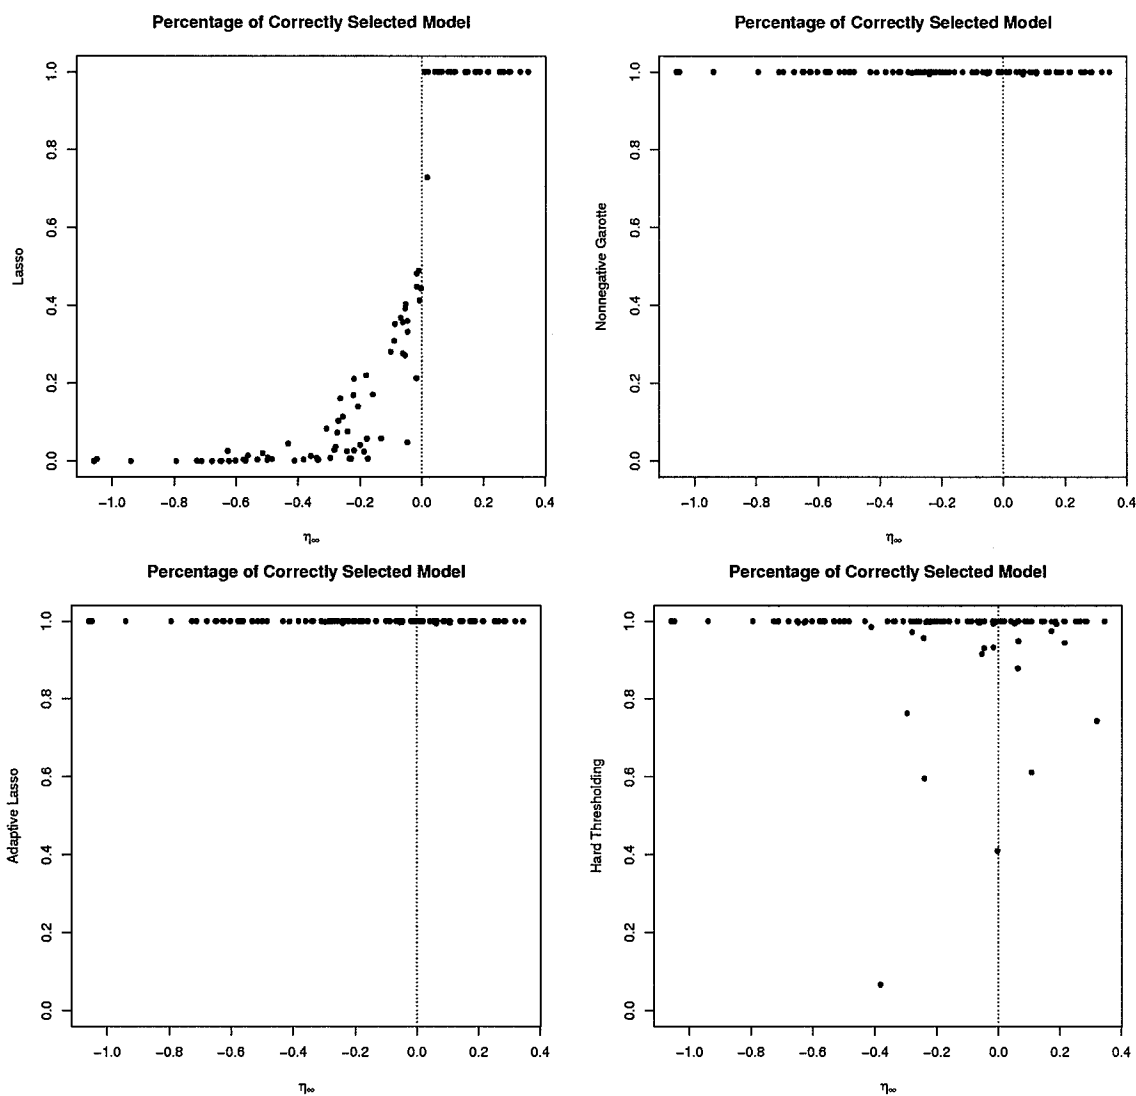 Percentage of Correctly Selected Model
Lasso
1.0
0.8
0.6
0.4
0.2
0.0
−1.0 −0.8 −0.6 −0.4 −0.2 0.0 0.2 0.4
η∞
Percentage of Correctly Selected Model
Nonnegative Garotte
1.0
0.8
0.6
0.4
0.2
0.0
−1.0 −0.8 −0.6 −0.4 −0.2 0.0 0.2 0.4
η∞
Percentage of Correctly Selected Model
Adaptive Lasso
1.0
0.8
0.6
0.4
0.2
0.0
−1.0 −0.8 −0.6 −0.4 −0.2 0.0 0.2 0.4
η∞
Percentage of Correctly Selected Model
Hard Thresholding
1.0
0.8
0.6
0.4
0.2
0.0
−1.0 −0.8 −0.6 −0.4 −0.2 0.0 0.2 0.4
η∞